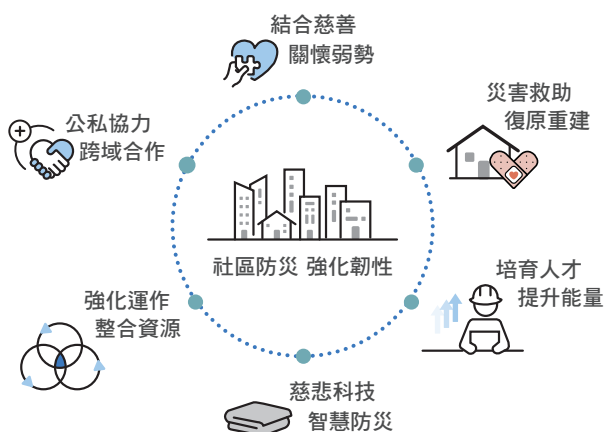 結合慈善
關懷弱勢
災害救助
復原重建
公私協力
跨域合作
社區防災 強化韌性
培育人才
提升能量
強化運作
整合資源
慈悲科技
智慧防災